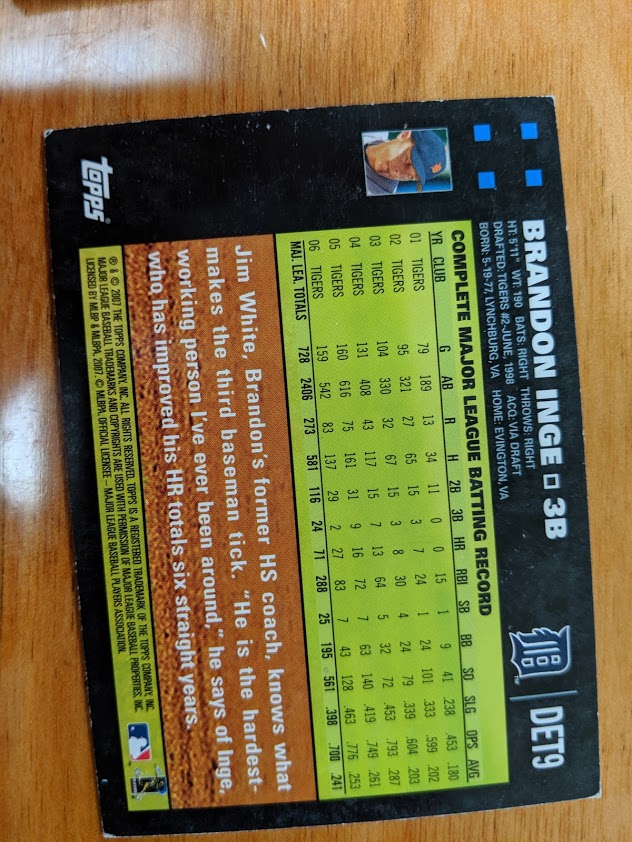 BRANDON INGE 3B
DET9
HT: 5'11" WT: 190 BATS: RIGHT THROWS: RIGHT
DRAFTED: TIGERS #2-JUNE, 1998 ACQ: VIA DRAFT
BORN: 5-19-77, LYNCHBURG, VA HOME: EVINGTON, VA
COMPLETE MAJOR LEAGUE BATTING RECORD
YR CLUB G AB R H 2B 3B HR RBI SB BB SO SLG OPS AVG
01 TIGERS 79 189 13 34 11 0 0 15 1 9 41 .238 .453 .180
02 TIGERS 95 321 27 65 15 3 7 24 1 24 101 .333 .599 .202
03 TIGERS 104 330 32 67 15 3 8 30 4 24 79 .339 .604 .203
04 TIGERS 131 408 43 117 15 7 13 64 5 32 72 .453 .793 .287
05 TIGERS 160 616 75 161 31 9 16 72 7 63 140 .419 .749 .261
06 TIGERS 159 542 83 137 29 2 27 83 7 43 128 .463 .776 .253
MAJ. LEA. TOTALS 728 2406 273 581 116 24 71 288 25 195 561 .398 .700 .241
Jim White, Brandon's former HS coach, knows what
makes the third baseman tick. "He is the hardest-
working person I've ever been around," he says of Inge,
who has improved his HR totals six straight years.
® & © 2007 THE TOPPS COMPANY, INC. ALL RIGHTS RESERVED. TOPPS IS A REGISTERED TRADEMARK OF THE TOPPS COMPANY, INC.
MAJOR LEAGUE BASEBALL TRADEMARKS AND COPYRIGHTS ARE USED WITH PERMISSION OF MAJOR LEAGUE BASEBALL PROPERTIES, INC.
LICENSED BY MLBP & MLBPA. 2007. © MLBPA. OFFICIAL LICENSEE – MAJOR LEAGUE BASEBALL PLAYERS ASSOCIATION.
topps®